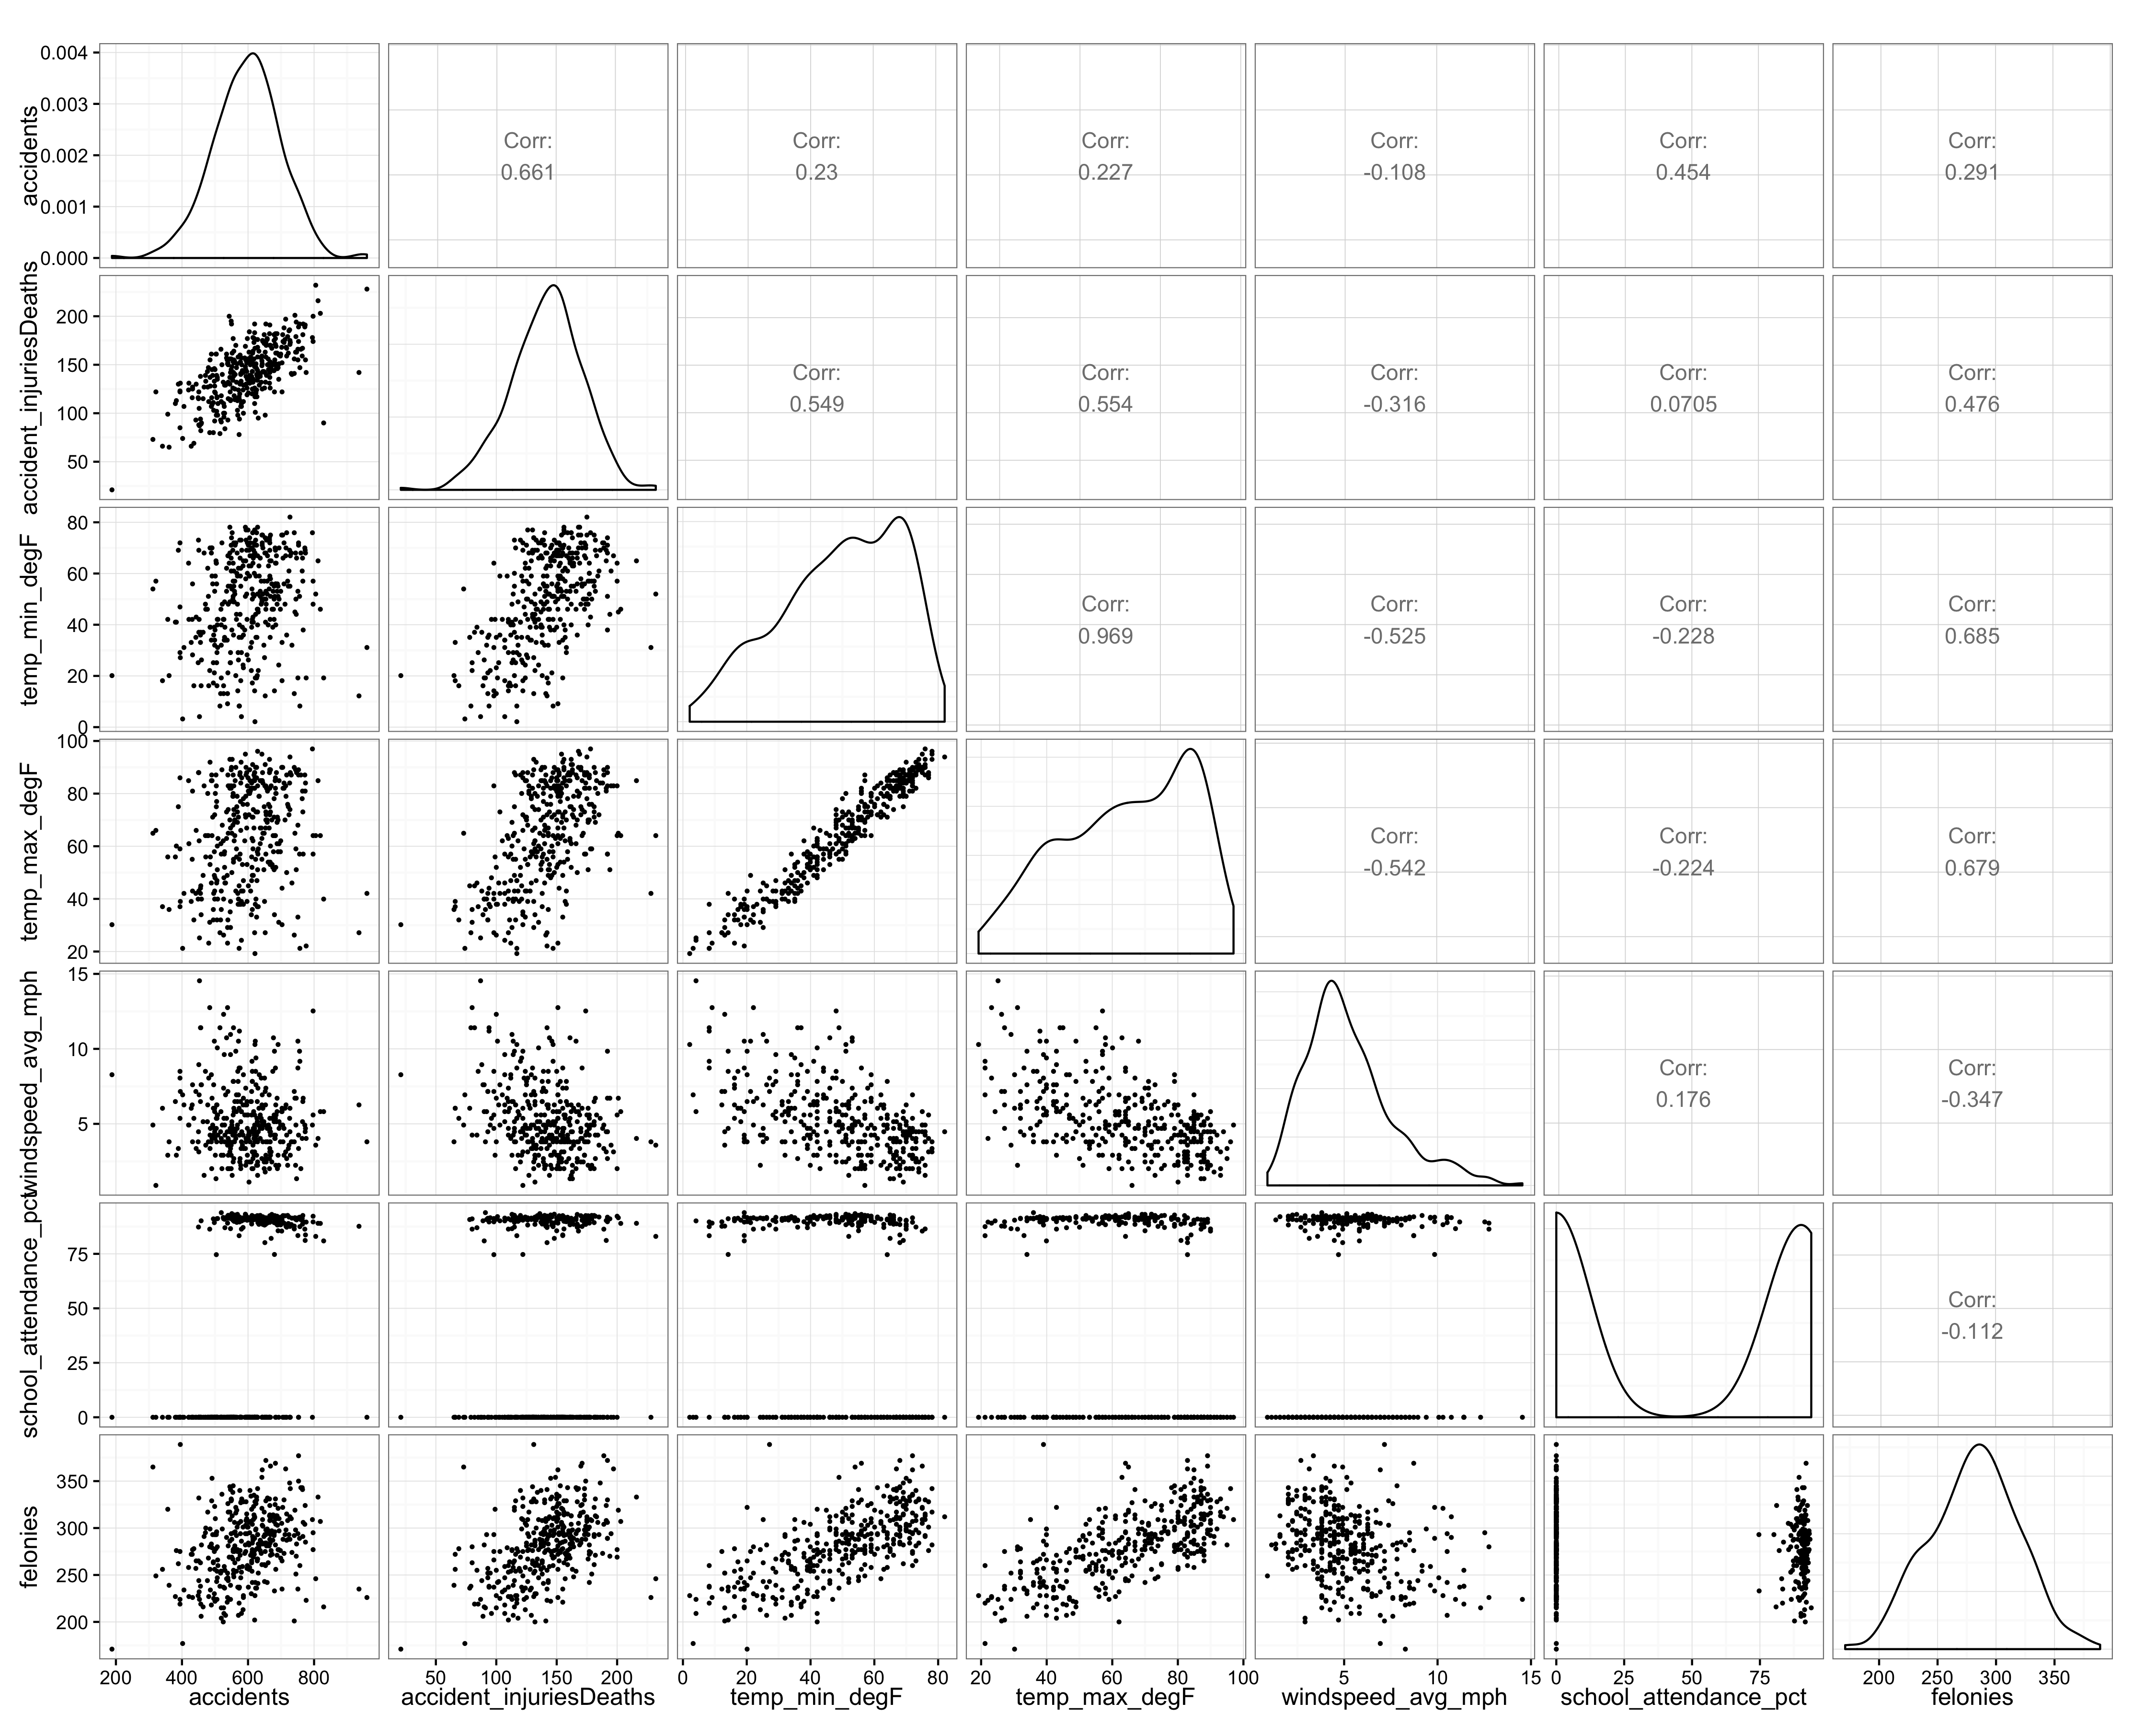 0.004
0.003
0.002
0.001
0.000
accidents
Corr:
0.661
Corr:
0.23
Corr:
0.227
Corr:
-0.108
Corr:
0.454
Corr:
0.291
200
150
100
50
accident_injuriesDeaths
Corr:
0.549
Corr:
0.554
Corr:
-0.316
Corr:
0.0705
Corr:
0.476
80
60
40
20
0
temp_min_degF
Corr:
0.969
Corr:
-0.525
Corr:
-0.228
Corr:
0.685
100
80
60
40
20
temp_max_degF
Corr:
-0.542
Corr:
-0.224
Corr:
0.679
15
10
5
windspeed_avg_mph
Corr:
0.176
Corr:
-0.347
75
50
25
0
school_attendance_pct
Corr:
-0.112
350
300
250
200
felonies
200 400 600 800
50 100 150 200
0 20 40 60 80
20 40 60 80 100
5 10 15
0 25 50 75
200 250 300 350
accidents
accident_injuriesDeaths
temp_min_degF
temp_max_degF
windspeed_avg_mph
school_attendance_pct
felonies